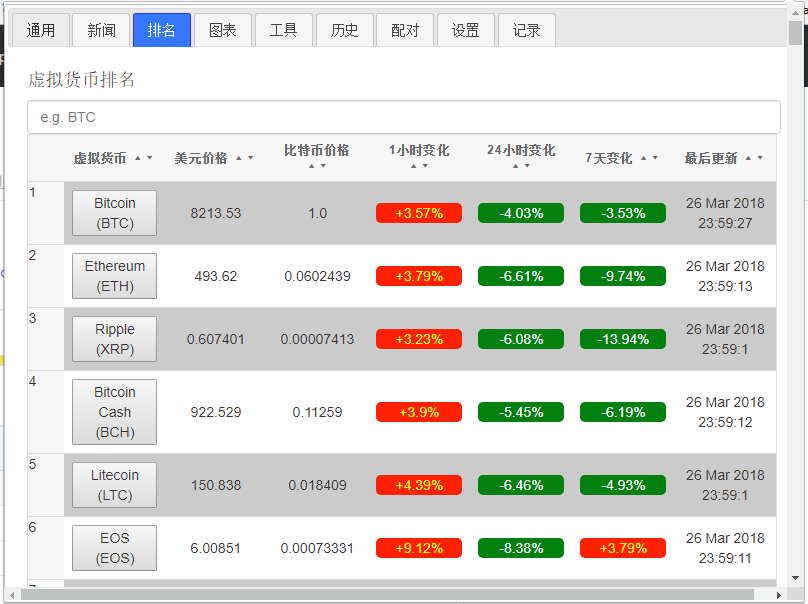 通用 新闻 排名 图表 工具 历史 配对 设置 记录
虚拟货币排名
e.g. BTC
虚拟货币 美元价格 比特币价格 1小时变化 24小时变化 7天变化 最后更新
1 Bitcoin (BTC) 8213.53 1.0 +3.57% -4.03% -3.53% 26 Mar 2018 23:59:27
2 Ethereum (ETH) 493.62 0.0602439 +3.79% -6.61% -9.74% 26 Mar 2018 23:59:13
3 Ripple (XRP) 0.607401 0.00007413 +3.23% -6.08% -13.94% 26 Mar 2018 23:59:1
4 Bitcoin Cash (BCH) 922.529 0.11259 +3.9% -5.45% -6.19% 26 Mar 2018 23:59:12
5 Litecoin (LTC) 150.838 0.018409 +4.39% -6.46% -4.93% 26 Mar 2018 23:59:1
6 EOS (EOS) 6.00851 0.00073331 +9.12% -8.38% +3.79% 26 Mar 2018 23:59:11